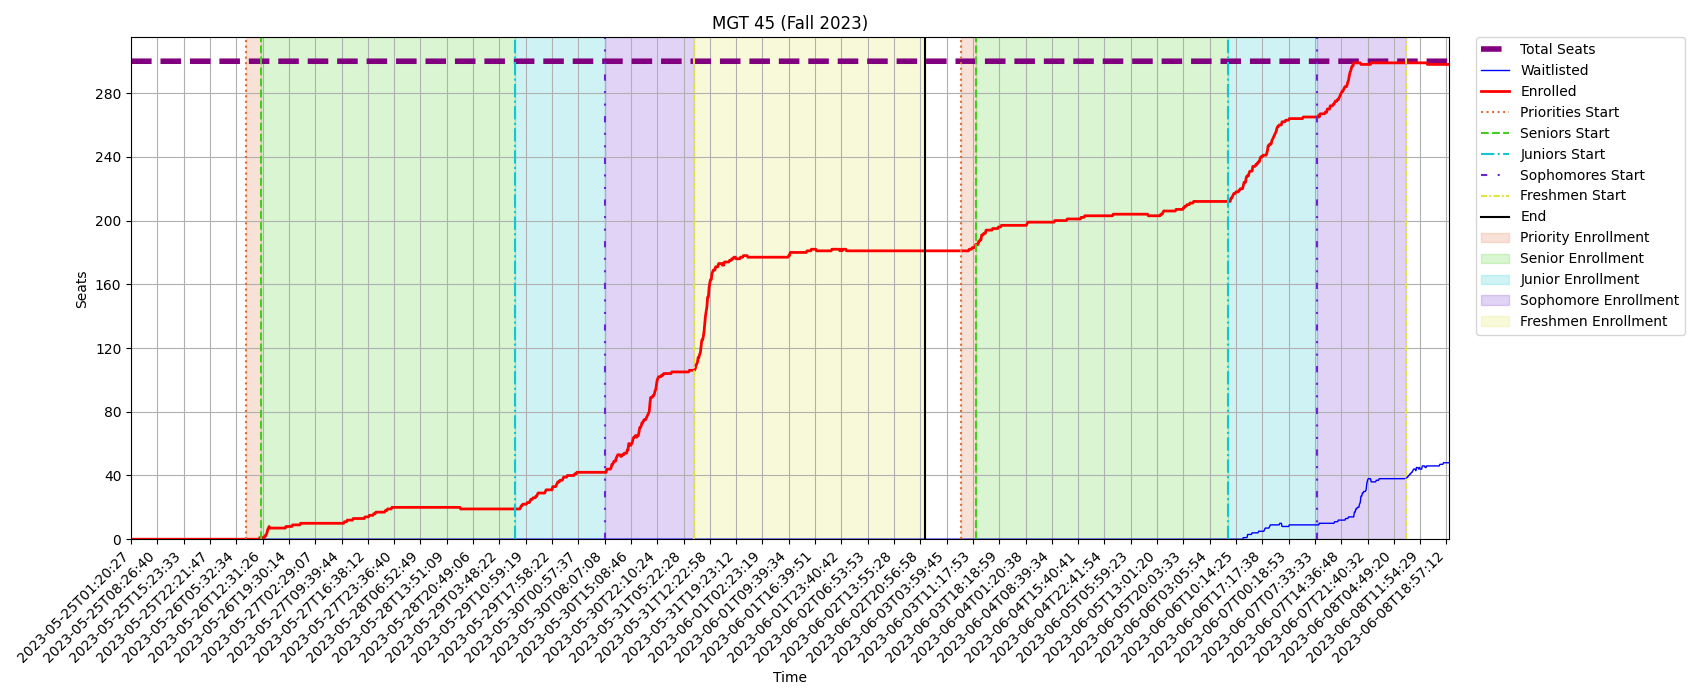 MGT 45 (Fall 2023)
Seats
280
240
200
160
120
80
40
0
2023-05-25T01:20:27
2023-05-25T08:26:40
2023-05-25T15:23:33
2023-05-25T22:21:47
2023-05-26T05:32:34
2023-05-26T12:31:26
2023-05-26T19:30:14
2023-05-27T02:29:07
2023-05-27T09:39:44
2023-05-27T16:38:12
2023-05-27T23:36:40
2023-05-28T06:52:49
2023-05-28T13:51:09
2023-05-28T20:49:06
2023-05-29T03:48:22
2023-05-29T10:59:19
2023-05-29T17:58:22
2023-05-30T00:57:37
2023-05-30T08:07:08
2023-05-30T15:08:46
2023-05-30T22:10:24
2023-05-31T05:22:28
2023-05-31T12:22:58
2023-05-31T19:23:12
2023-06-01T02:23:19
2023-06-01T09:39:34
2023-06-01T16:39:51
2023-06-01T23:40:42
2023-06-02T06:53:53
2023-06-02T13:55:28
2023-06-02T20:56:58
2023-06-03T03:59:45
2023-06-03T11:17:53
2023-06-03T18:18:59
2023-06-04T01:20:38
2023-06-04T08:39:34
2023-06-04T15:40:41
2023-06-04T22:41:54
2023-06-05T05:59:23
2023-06-05T13:01:20
2023-06-05T20:03:33
2023-06-06T03:05:54
2023-06-06T10:14:25
2023-06-06T17:17:38
2023-06-07T00:18:53
2023-06-07T07:33:33
2023-06-07T14:36:48
2023-06-07T21:40:32
2023-06-08T04:49:20
2023-06-08T11:54:29
2023-06-08T18:57:12
Time
Total Seats
Waitlisted
Enrolled
Priorities Start
Seniors Start
Juniors Start
Sophomores Start
Freshmen Start
End
Priority Enrollment
Senior Enrollment
Junior Enrollment
Sophomore Enrollment
Freshmen Enrollment